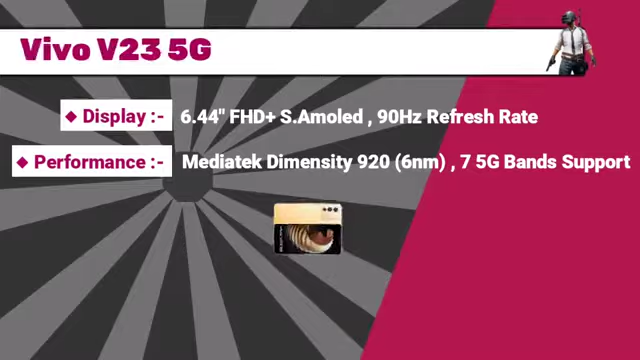 Vivo V23 5G
◆ Display :- 6.44" FHD+ S.Amoled , 90Hz Refresh Rate
◆ Performance :- Mediatek Dimensity 920 (6nm) , 7 5G Bands Support